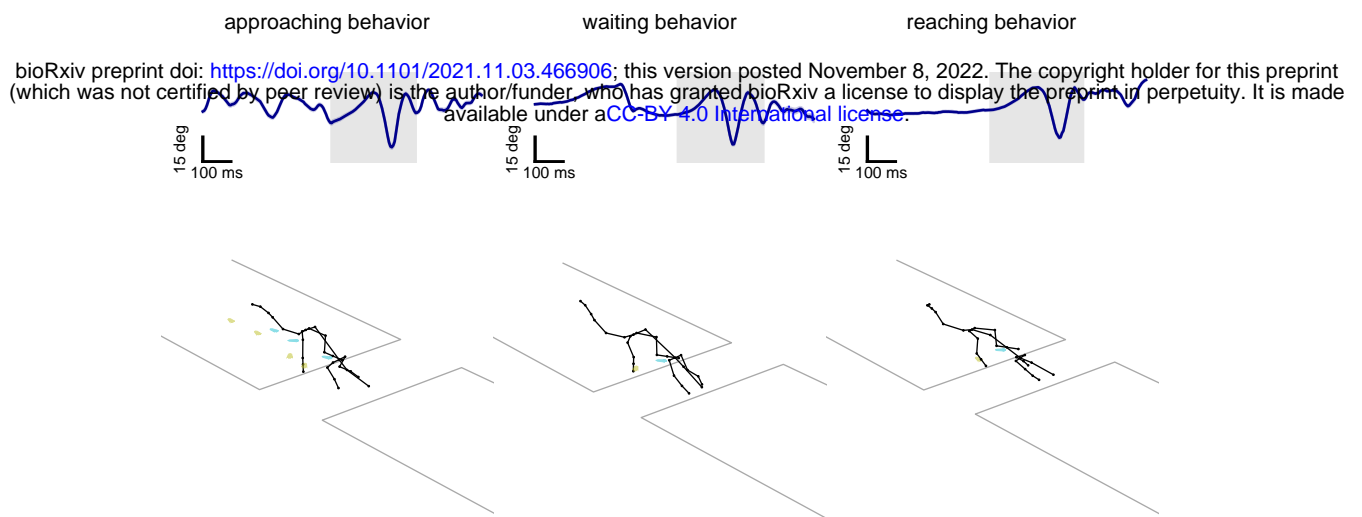 approaching behavior waiting behavior reaching behavior
bioRxiv preprint doi: https://doi.org/10.1101/2021.11.03.466906; this version posted November 8, 2022. The copyright holder for this preprint
(which was not certified by peer review) is the author/funder, who has granted bioRxiv a license to display the preprint in perpetuity. It is made
available under aCC-BY 4.0 International license.
15 deg
100 ms
15 deg
100 ms
15 deg
100 ms